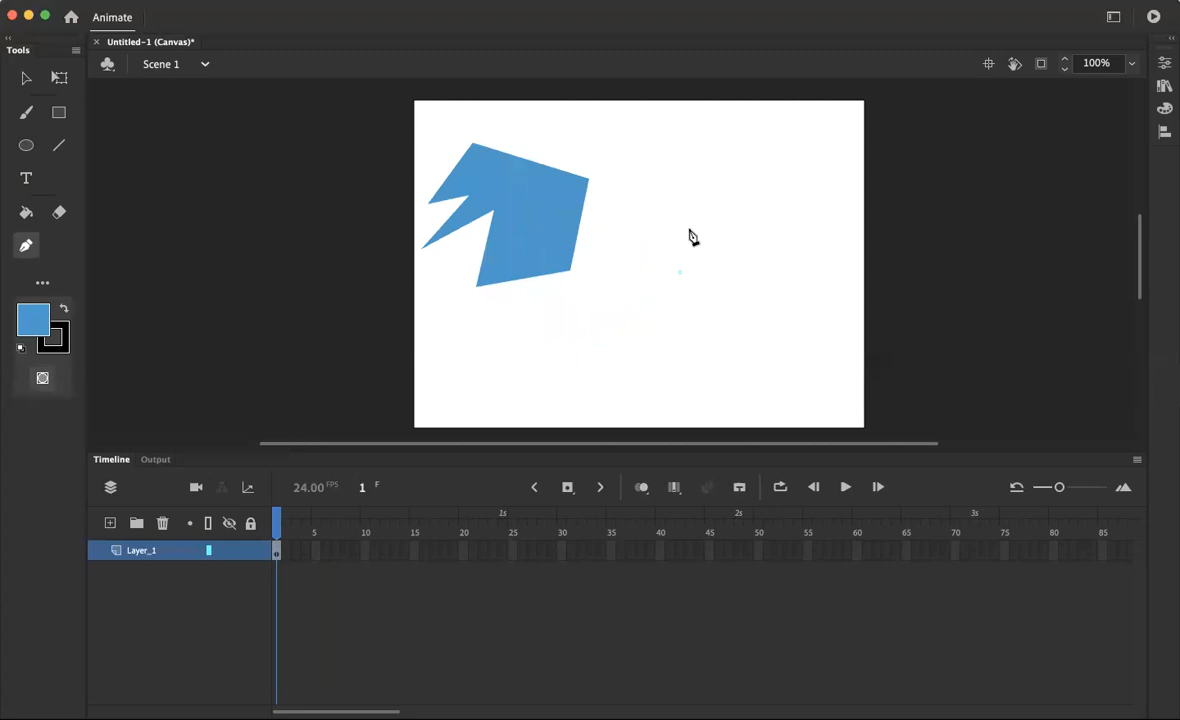 Animate
Untitled-1 (Canvas)*
Tools
Scene 1
100%
T
Timeline
Output
24.00 FPS
1 F
1s
2s
3s
5
10
15
20
25
30
35
40
45
50
55
60
65
70
75
80
85
Layer_1